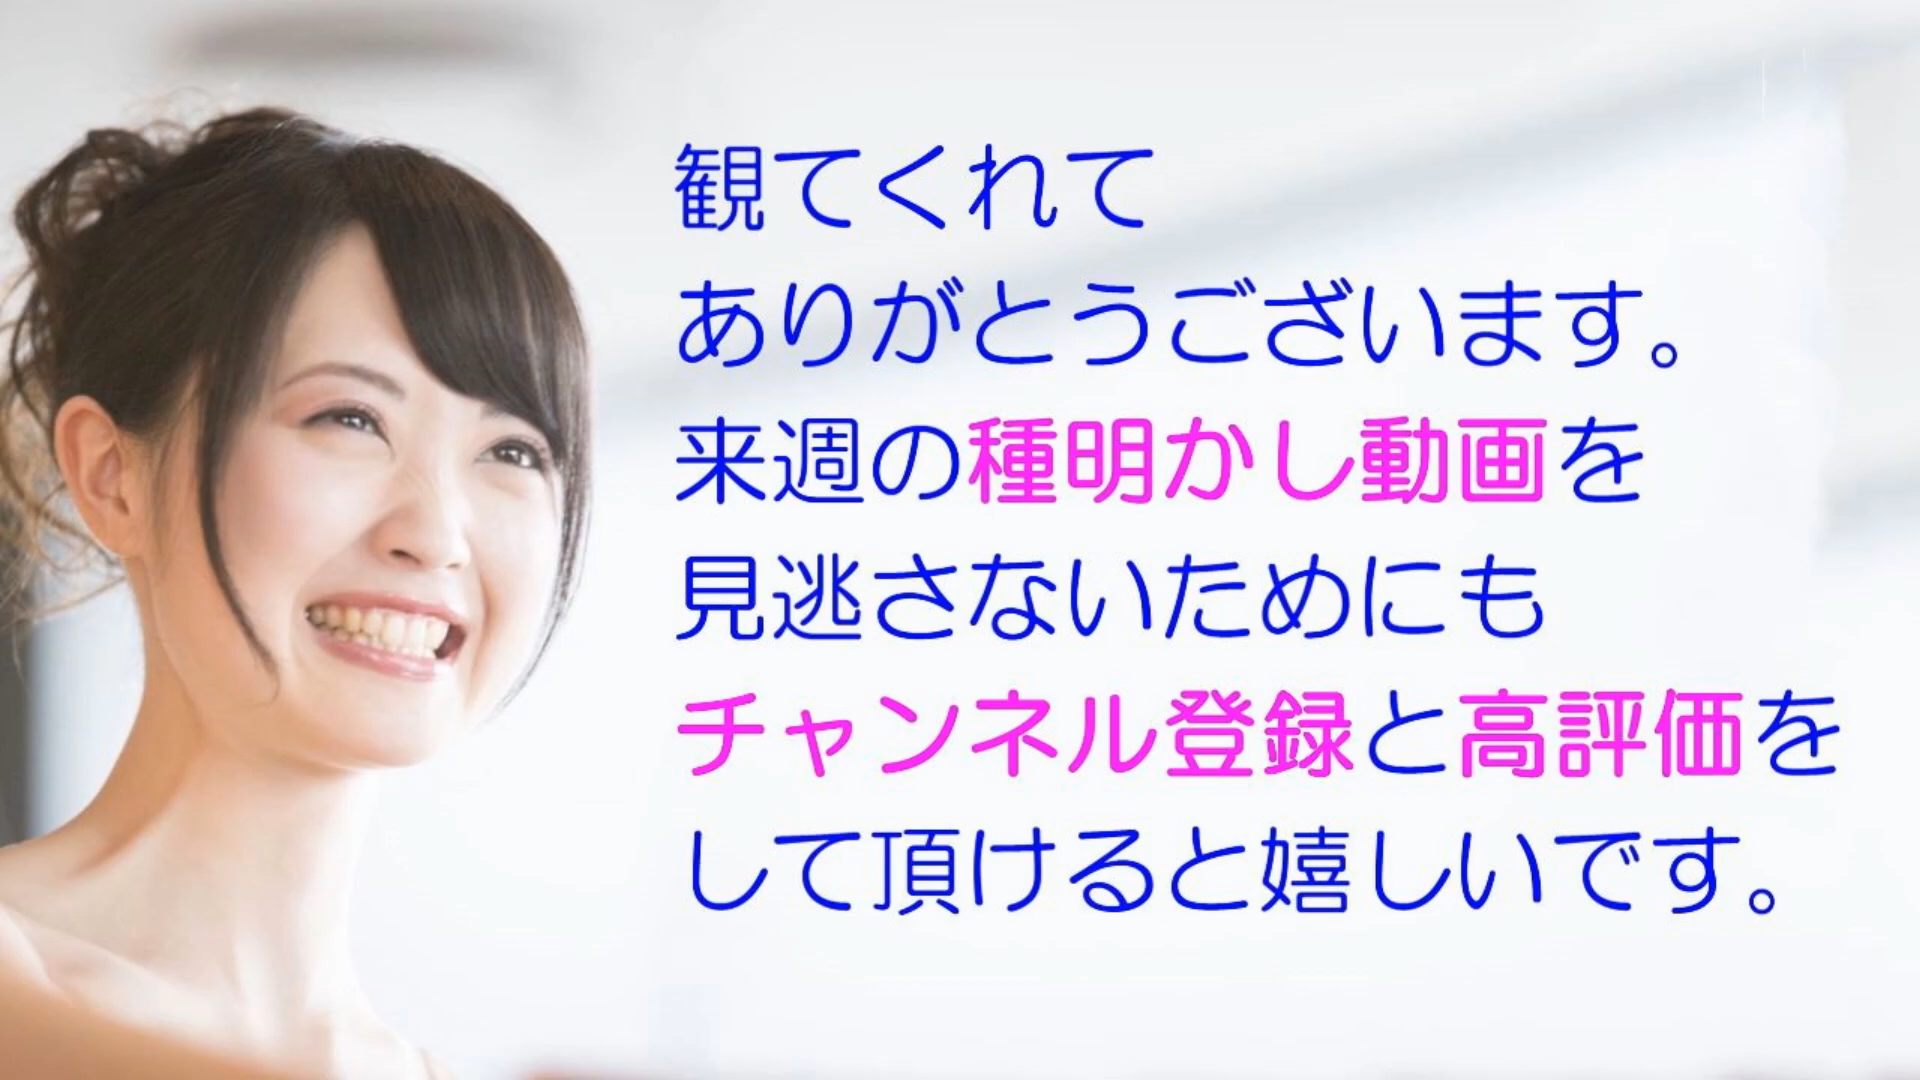 観てくれて
ありがとうございます。
来週の種明かし動画を
見逃さないためにも
チャンネル登録と高評価を
して頂けると嬉しいです。